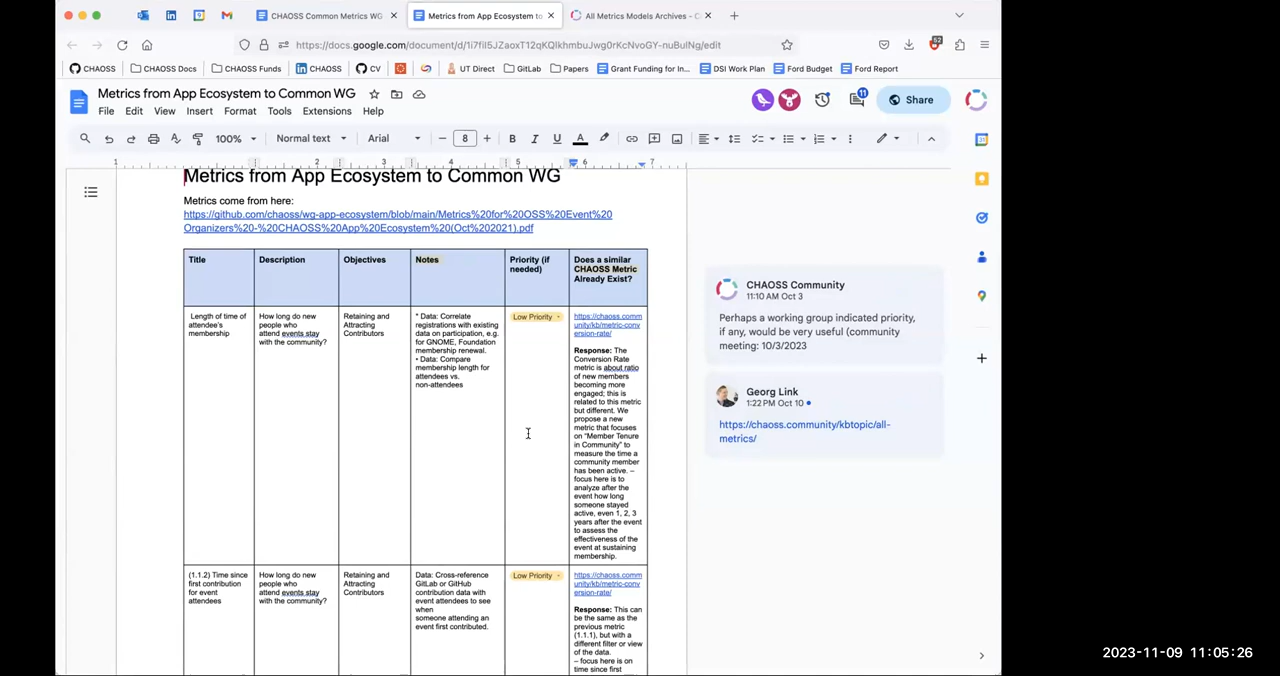 CHAOSS Common Metrics WG
Metrics from App Ecosystem to
All Metrics Models Archives - C
https://docs.google.com/document/d/1i7fiI5JZaoxT12qKQIkhmbuJwg0rKcNvoGY-nuBulNg/edit
52
CHAOSS
CHAOSS Docs
CHAOSS Funds
CHAOSS
CV
UT Direct
GitLab
Papers
Grant Funding for In...
DSI Work Plan
Ford Budget
Ford Report
Metrics from App Ecosystem to Common WG
File Edit View Insert Format Tools Extensions Help
11
Share
100%
Normal text
Arial
8
1 2 3 4 5 6 7
Metrics from App Ecosystem to Common WG
Metrics come from here:
https://github.com/chaoss/wg-app-ecosystem/blob/main/Metrics%20for%20OSS%20Event%20
Organizers%20-%20CHAOSS%20App%20Ecosystem%20(Oct%202021).pdf
Title
Description
Objectives
Notes
Priority (if
needed)
Does a similar
CHAOSS Metric
Already Exist?
Length of time of
attendee's
membership
How long do new
people who
attend events stay
with the community?
Retaining and
Attracting
Contributors
* Data: Correlate
registrations with existing
data on participation, e.g.
for GNOME, Foundation
membership renewal.
• Data: Compare
membership length for
attendees vs.
non-attendees
Low Priority
https://chaoss.comm
unity/kb/metric-conv
ersion-rate/
Response: The
Conversion Rate
metric is about ratio
of new members
becoming more
engaged; this is
related to this metric
but different. We
propose a new
metric that focuses
on "Member Tenure
in Community" to
measure the time a
community member
has been active. –
focus here is to
analyze after the
event how long
someone stayed
active, even 1, 2, 3
years after the event
to assess the
effectiveness of the
event at sustaining
membership.
(1.1.2) Time since
first contribution
for event
attendees
How long do new
people who
attend events stay
with the community?
Retaining and
Attracting
Contributors
Data: Cross-reference
GitLab or GitHub
contribution data with
event attendees to see
when
someone attending an
event first contributed.
Low Priority
https://chaoss.comm
unity/kb/metric-conv
ersion-rate/
Response: This can
be the same as the
previous metric
(1.1.1), but with a
different filter or view
of the data.
– focus here is on
time since first
CHAOSS Community
11:10 AM Oct 3
Perhaps a working group indicated priority,
if any, would be very useful (community
meeting: 10/3/2023
Georg Link
1:22 PM Oct 10
https://chaoss.community/kbtopic/all-
metrics/
2023-11-09 11:05:26